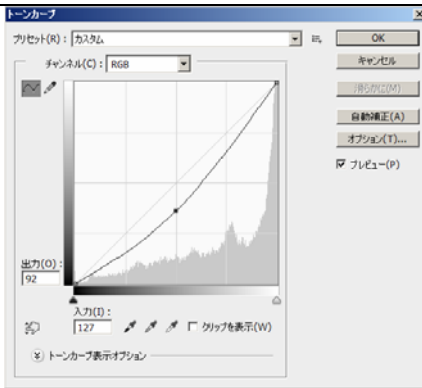 トーンカーブ
プリセット(R): カスタム
OK
キャンセル
滑らかに(M)
自動補正(A)
オプション(T)...
プレビュー(P)
チャンネル(C): RGB
出力(O):
92
入力(I):
127
クリップを表示(W)
トーンカーブ表示オプション